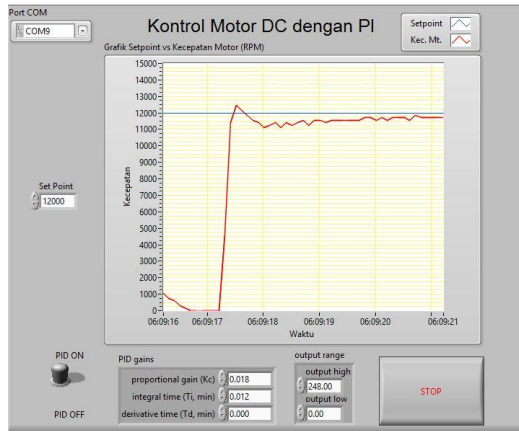 Port COM
COM9
Kontrol Motor DC dengan PI
Setpoint
Kec. Mt.
Grafik Setpoint vs Kecepatan Motor (RPM)
15000
14000
13000
12000
11000
10000
9000
8000
7000
6000
5000
4000
3000
2000
1000
0
Kecepatan
06:09:16 06:09:17 06:09:18 06:09:19 06:09:20 06:09:21
Waktu
Set Point
12000
PID ON
PID OFF
PID gains
proportional gain (Kc) 0.018
integral time (Ti, min) 0.012
derivative time (Td, min) 0.000
output range
output high
248.00
output low
0.00
STOP